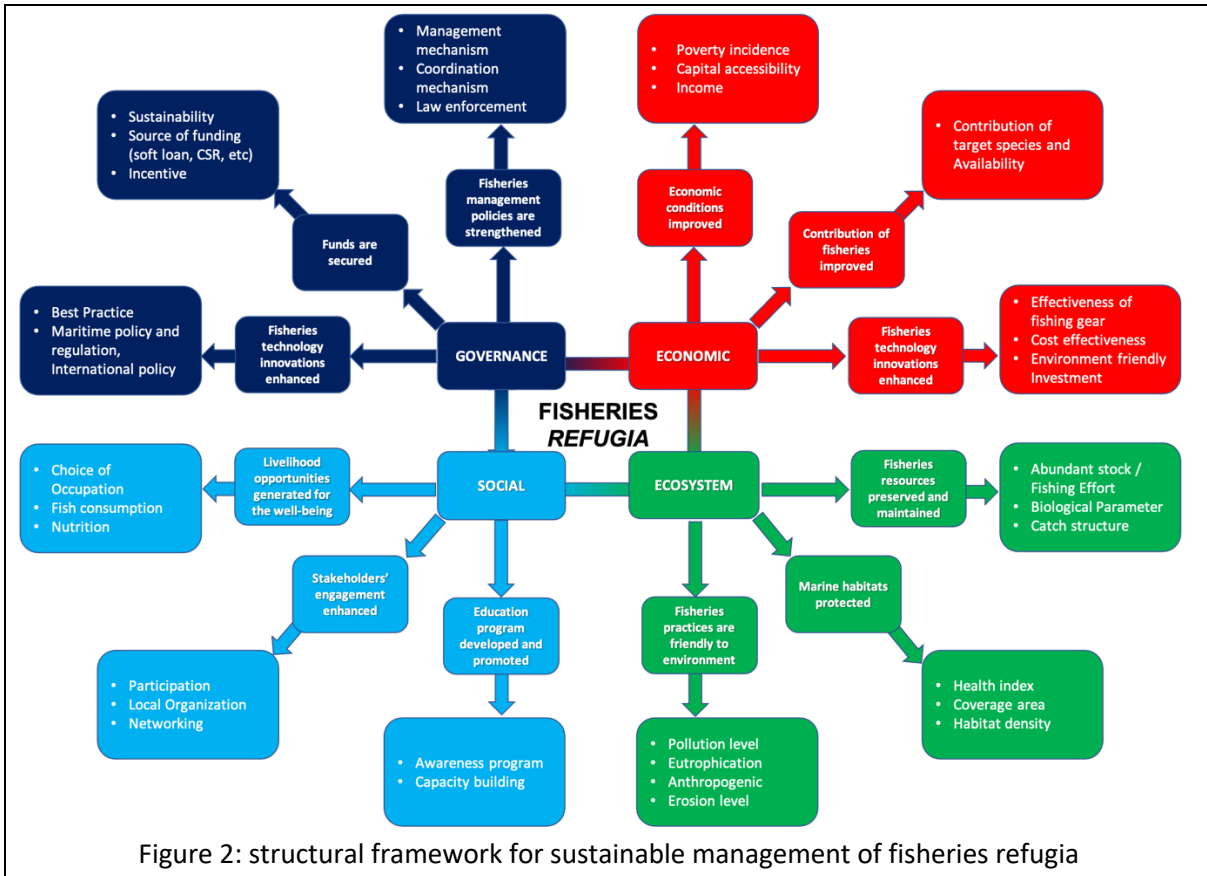 • Management
mechanism
• Coordination
mechanism
• Law enforcement
• Poverty incidence
• Capital accessibility
• Income
• Sustainability
• Source of funding
(soft loan, CSR, etc)
• Incentive
• Contribution of
target species and
Availability
Fisheries
management
policies are
strengthened
Economic
conditions
improved
Funds are
secured
Contribution of
fisheries
improved
• Best Practice
• Maritime policy and
regulation,
International policy
Fisheries
technology
innovations
enhanced
GOVERNANCE
ECONOMIC
Fisheries
technology
innovations
enhanced
• Effectiveness of
fishing gear
• Cost effectiveness
• Environment friendly
Investment
FISHERIES
REFUGIA
• Choice of
Occupation
• Fish consumption
• Nutrition
Livelihood
opportunities
generated for
the well-being
SOCIAL
ECOSYSTEM
Fisheries
resources
preserved and
maintained
• Abundant stock /
Fishing Effort
• Biological Parameter
• Catch structure
Stakeholders’
engagement
enhanced
Education
program
developed and
promoted
Fisheries
practices are
friendly to
environment
Marine habitats
protected
• Participation
• Local Organization
• Networking
• Awareness program
• Capacity building
• Pollution level
• Eutrophication
• Anthropogenic
• Erosion level
• Health index
• Coverage area
• Habitat density
Figure 2: structural framework for sustainable management of fisheries refugia